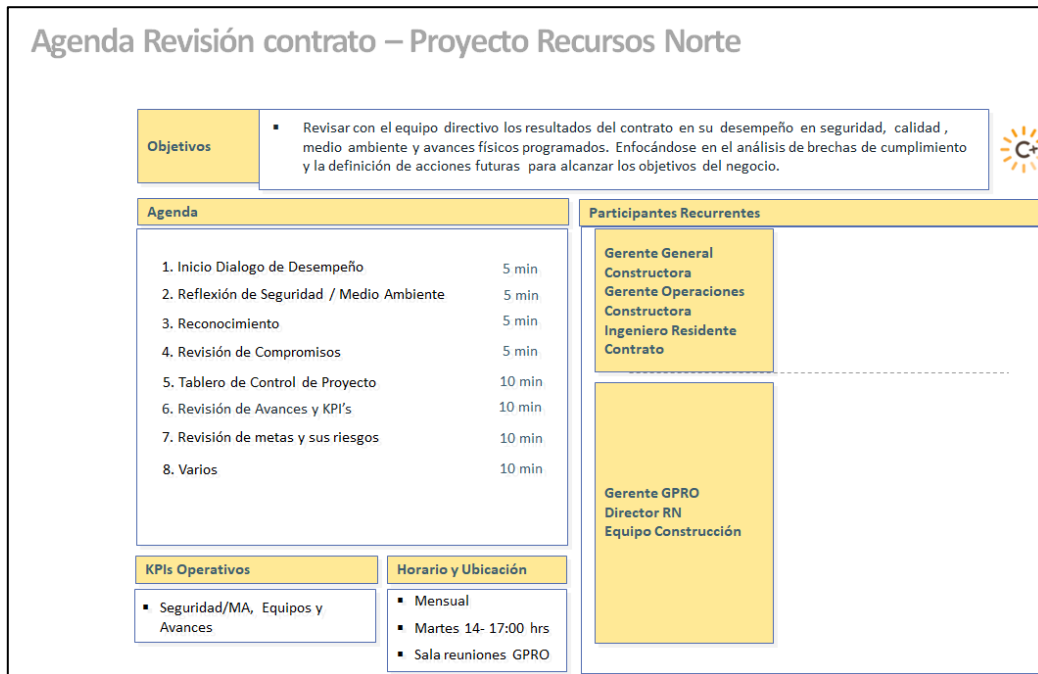 Agenda Revisión contrato – Proyecto Recursos Norte
Objetivos
▪ Revisar con el equipo directivo los resultados del contrato en su desempeño en seguridad, calidad ,
medio ambiente y avances físicos programados. Enfocándose en el análisis de brechas de cumplimiento
y la definición de acciones futuras para alcanzar los objetivos del negocio.
C+
Agenda
1. Inicio Dialogo de Desempeño 5 min
2. Reflexión de Seguridad / Medio Ambiente 5 min
3. Reconocimiento 5 min
4. Revisión de Compromisos 5 min
5. Tablero de Control de Proyecto 10 min
6. Revisión de Avances y KPI's 10 min
7. Revisión de metas y sus riesgos 10 min
8. Varios 10 min
Participantes Recurrentes
Gerente General
Constructora
Gerente Operaciones
Constructora
Ingeniero Residente
Contrato
Gerente GPRO
Director RN
Equipo Construcción
KPIs Operativos
▪ Seguridad/MA, Equipos y
Avances
Horario y Ubicación
▪ Mensual
▪ Martes 14- 17:00 hrs
▪ Sala reuniones GPRO